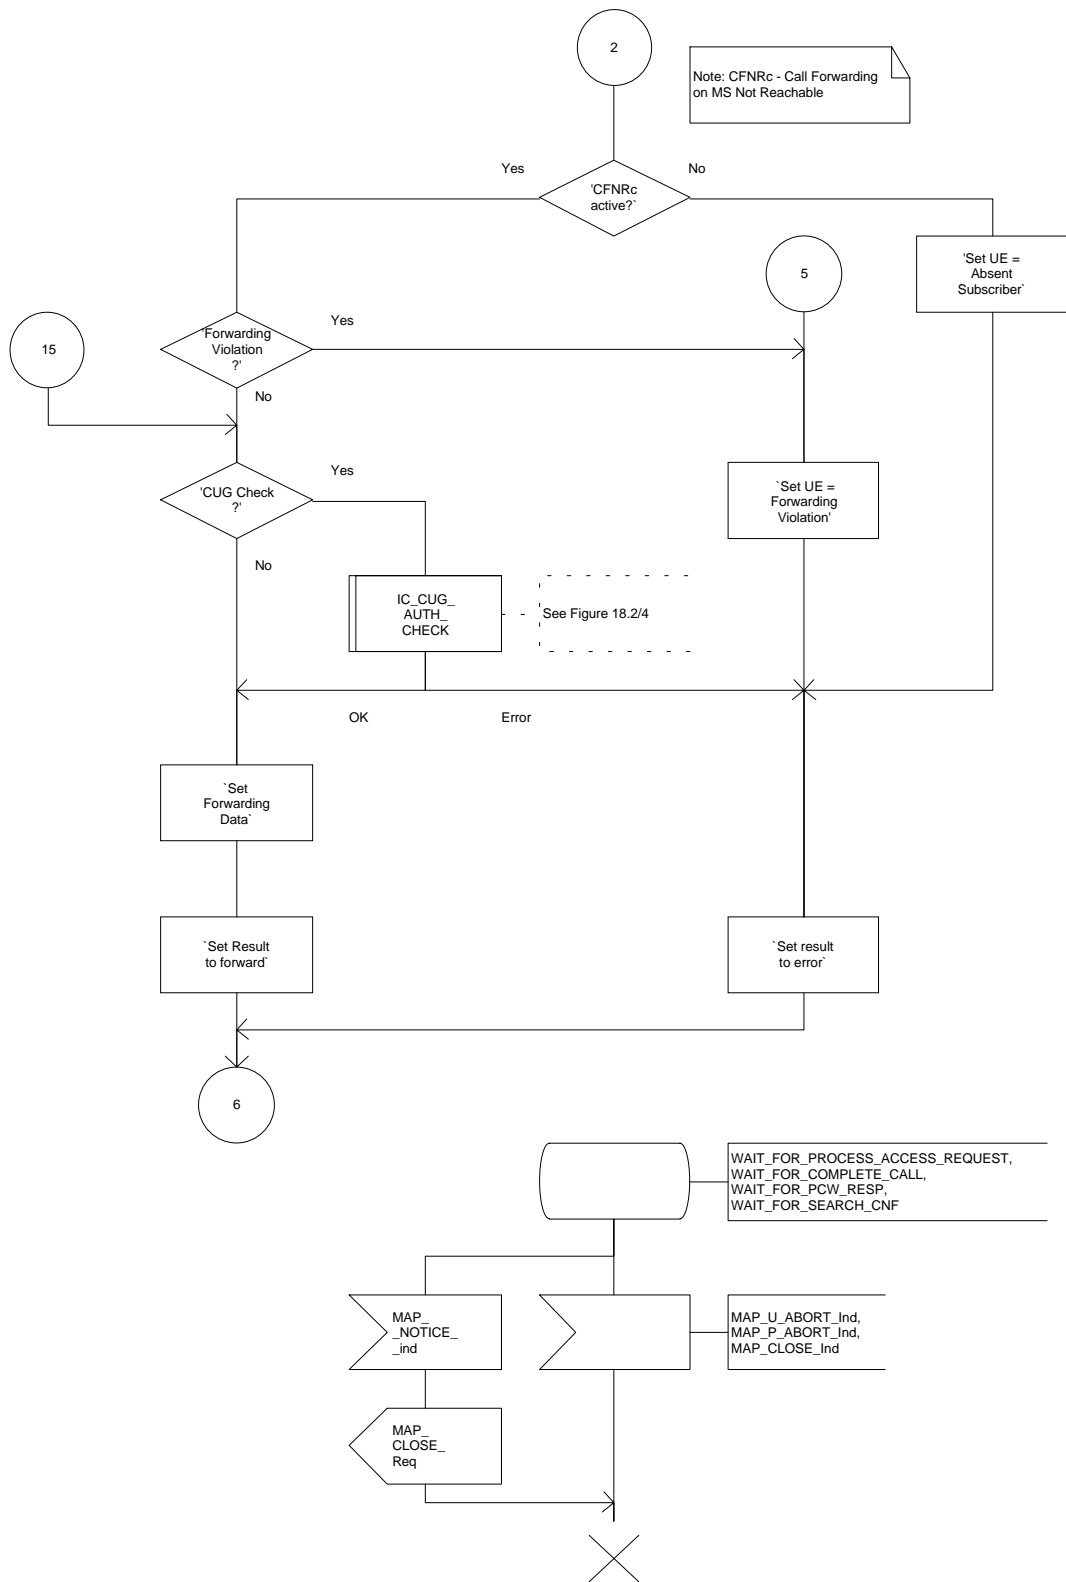 2
Note: CFNRc - Call Forwarding
on MS Not Reachable
Yes
No
'CFNRc
active?`
'Set UE =
Absent
Subscriber`
5
15
'Forwarding
Violation
?'
Yes
No
'CUG Check
?'
Yes
No
`Set UE =
Forwarding
Violation'
IC_CUG_
AUTH_
CHECK
See Figure 18.2/4
OK
Error
`Set
Forwarding
Data`
`Set Result
to forward`
`Set result
to error`
6
WAIT_FOR_PROCESS_ACCESS_REQUEST,
WAIT_FOR_COMPLETE_CALL,
WAIT_FOR_PCW_RESP,
WAIT_FOR_SEARCH_CNF
MAP_
_NOTICE_
_ind
MAP_U_ABORT_Ind,
MAP_P_ABORT_Ind,
MAP_CLOSE_Ind
MAP_
CLOSE_
Req